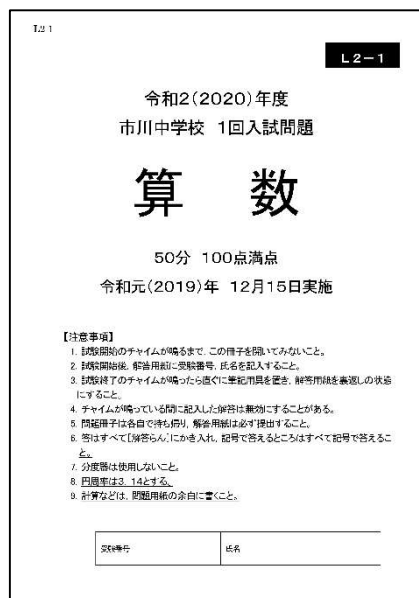 L2-1
L2-1
令和2(2020)年度
市川中学校 1回入試問題
算 数
50分 100点満点
令和元(2019)年 12月15日実施
【注意事項】
1. 試験開始のチャイムが鳴るまで、この冊子を開いてみないこと。
2. 試験開始後、解答用紙に受験番号、氏名を記入すること。
3. 試験終了のチャイムが鳴ったら直ぐに筆記用具を置き、解答用紙を裏返しの状態
にすること。
4. チャイムが鳴っている間に記入した解答は無効にすることがある。
5. 問題冊子は各自で持ち帰り、解答用紙は必ず提出すること。
6. 答はすべて[解答らん]にかき入れ、記号で答えるところはすべて記号で答えるこ
と。
7. 分度器は使用しないこと。
8. 円周率は3.14とする。
9. 計算などは、問題用紙の余白に書くこと。
受験番号 氏名